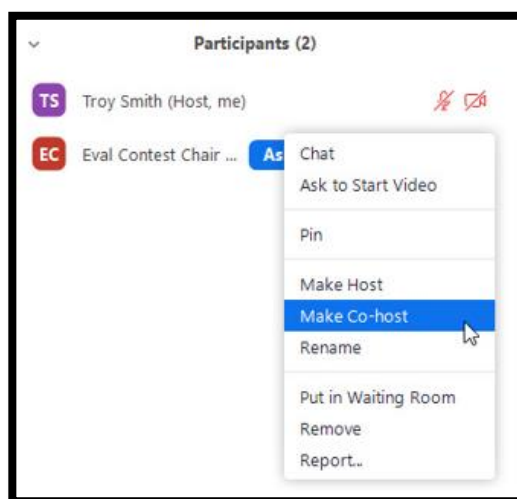 Participants (2)
TS Troy Smith (Host, me)
EC Eval Contest Chair ... As
Chat
Ask to Start Video
Pin
Make Host
Make Co-host
Rename
Put in Waiting Room
Remove
Report...